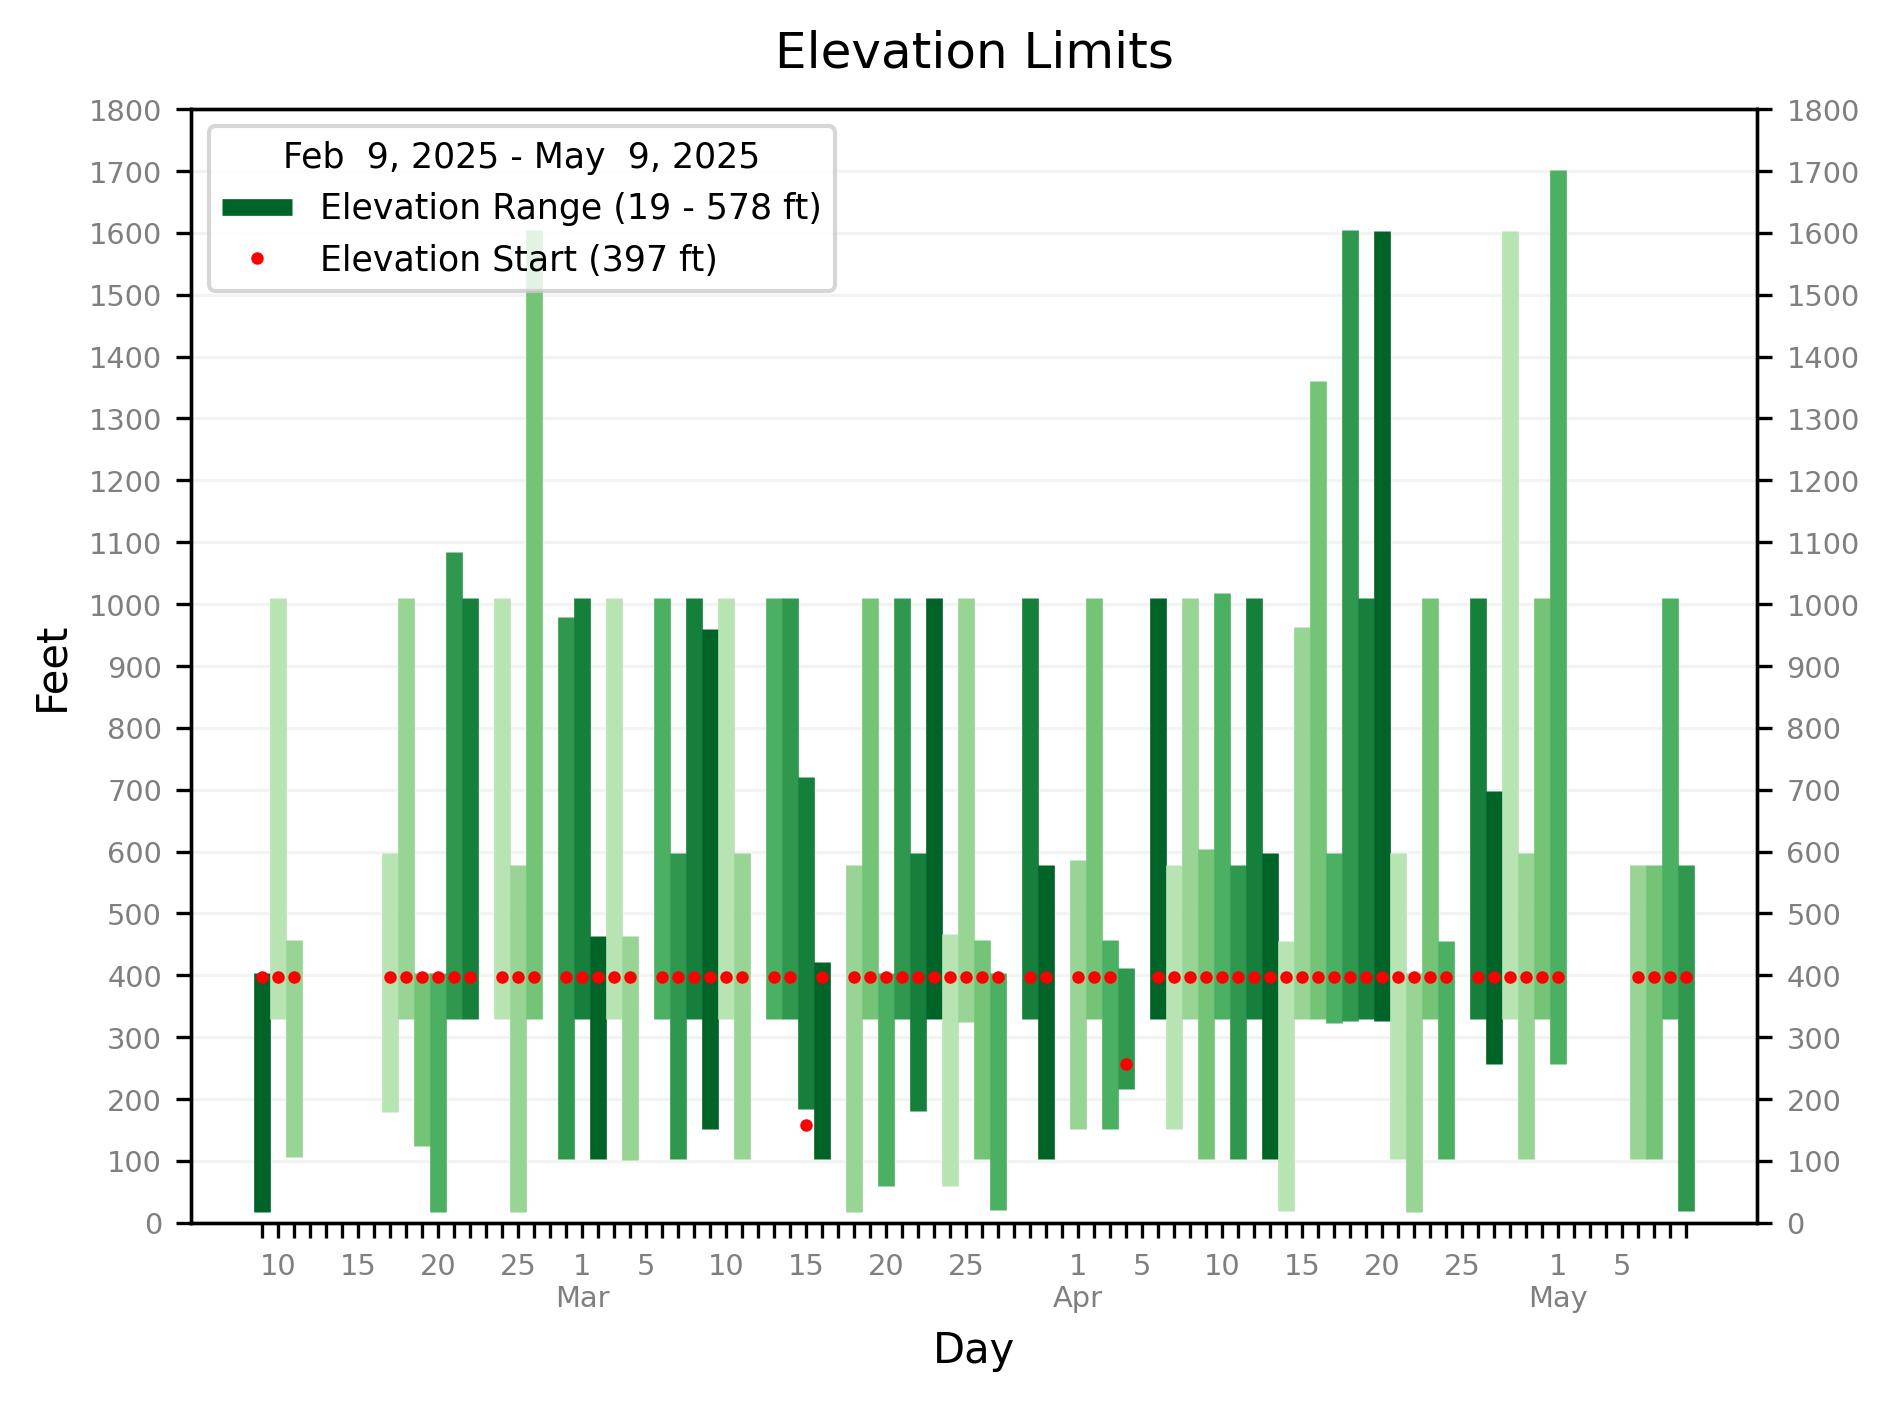 Elevation Limits
Feb 9, 2025 - May 9, 2025
Elevation Range (19 - 578 ft)
Elevation Start (397 ft)
1800 1800
1700 1700
1600 1600
1500 1500
1400 1400
1300 1300
1200 1200
1100 1100
1000 1000
900 900
800 800
700 700
600 600
500 500
400 400
300 300
200 200
100 100
0 0
Feet
10 15 20 25 1 5 10 15 20 25 1 5 10 15 20 25 1 5
Mar Apr May
Day